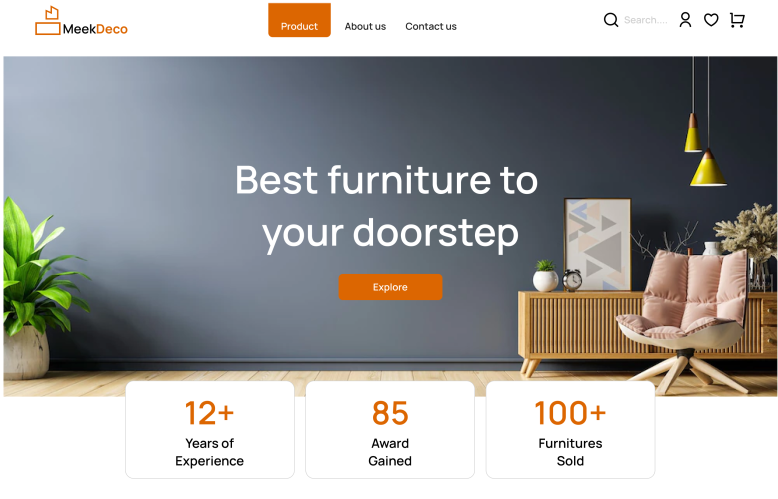 MeekDeco
Product
About us
Contact us
Search....
Best furniture to
your doorstep
Explore
12+
Years of
Experience
85
Award
Gained
100+
Furnitures
Sold